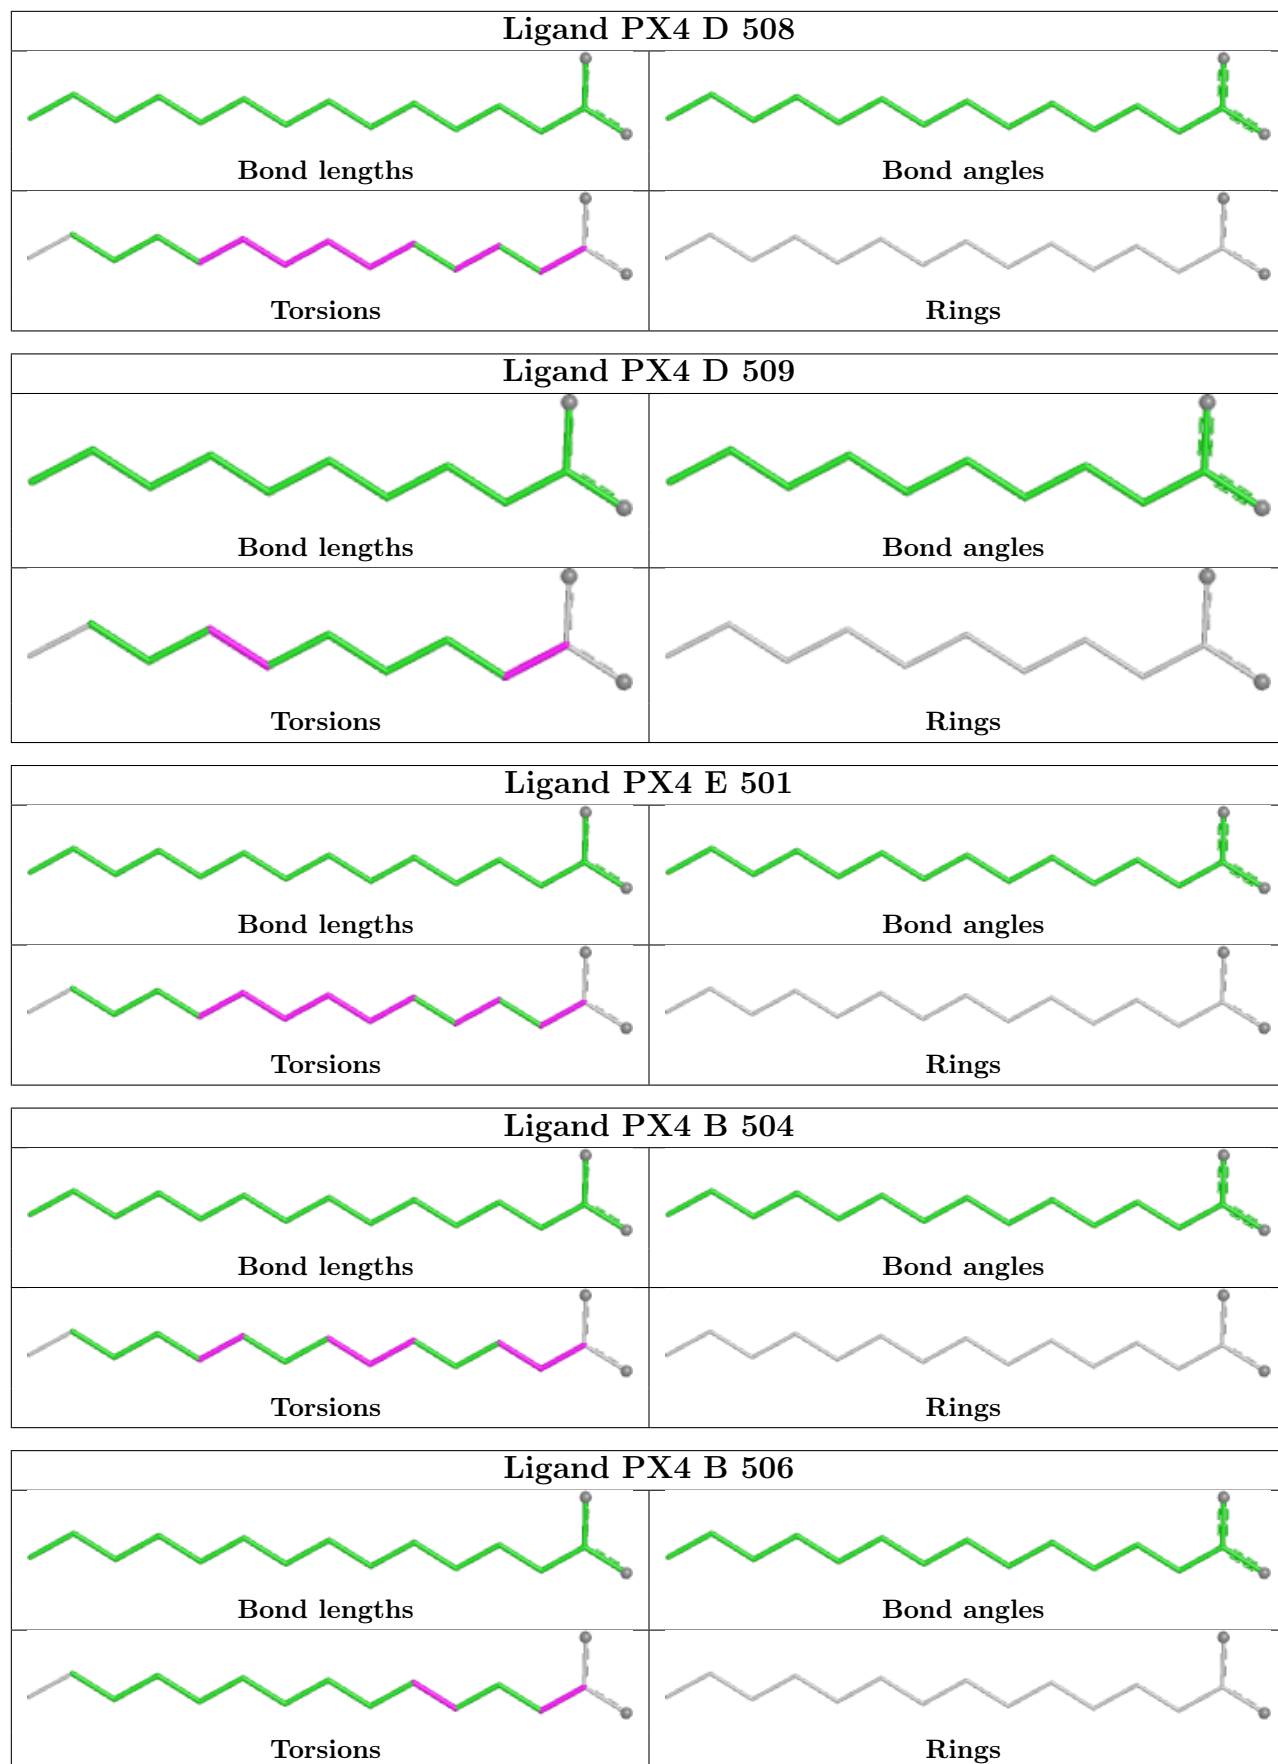 Ligand PX4 D 508
Bond lengths Bond angles
Torsions Rings
Ligand PX4 D 509
Bond lengths Bond angles
Torsions Rings
Ligand PX4 E 501
Bond lengths Bond angles
Torsions Rings
Ligand PX4 B 504
Bond lengths Bond angles
Torsions Rings
Ligand PX4 B 506
Bond lengths Bond angles
Torsions Rings